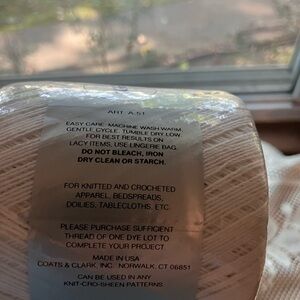 ART. A.51
EASY CARE: MACHINE WASH WARM,
GENTLE CYCLE. TUMBLE DRY LOW.
FOR BEST RESULTS ON
LACY ITEMS, USE LINGERIE BAG.
DO NOT BLEACH, IRON
DRY CLEAN OR STARCH.
FOR KNITTED AND CROCHETED
APPAREL, BEDSPREADS,
DOILIES, TABLECLOTHS, ETC.
PLEASE PURCHASE SUFFICIENT
THREAD OF ONE DYE LOT TO
COMPLETE YOUR PROJECT.
MADE IN USA
COATS & CLARK, INC. NORWALK, CT 06851
CAN BE USED IN ANY
KNIT-CRO-SHEEN PATTERNS.